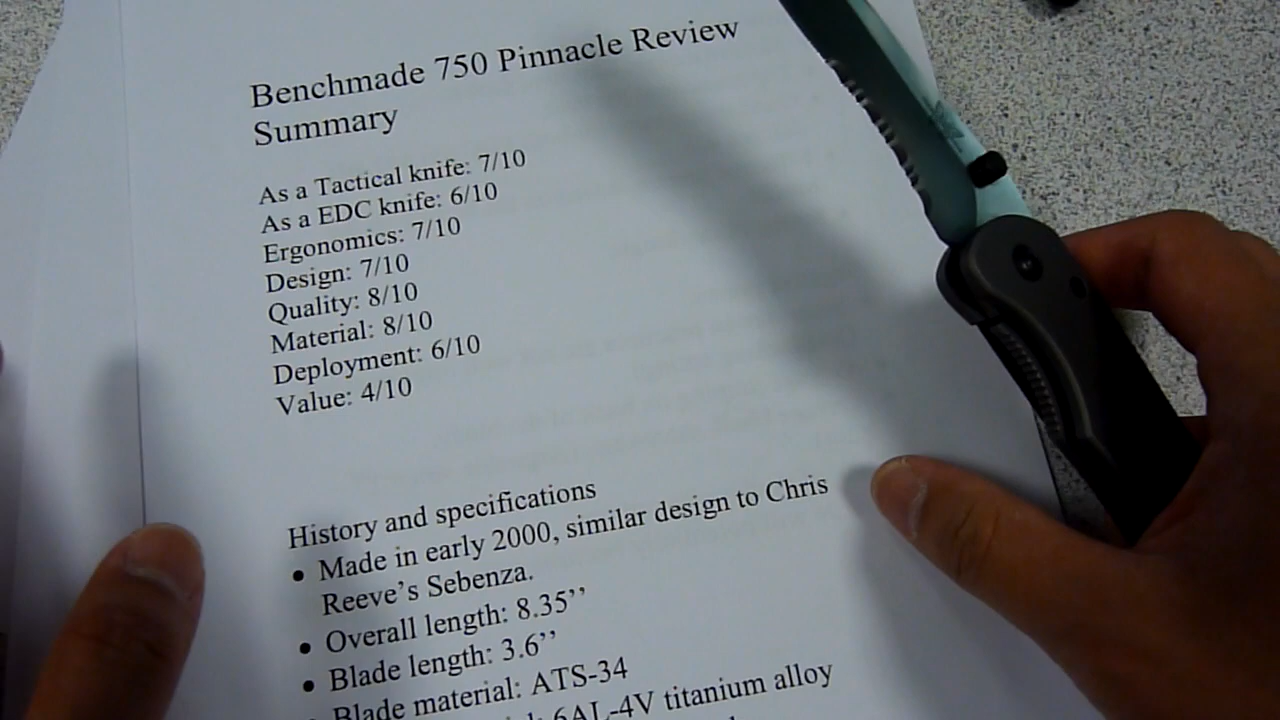 Benchmade 750 Pinnacle Review
Summary
As a Tactical knife: 7/10
As a EDC knife: 6/10
Ergonomics: 7/10
Design: 7/10
Quality: 8/10
Material: 8/10
Deployment: 6/10
Value: 4/10
History and specifications
• Made in early 2000, similar design to Chris
Reeve’s Sebenza.
• Overall length: 8.35’’
• Blade length: 3.6’’
• Blade material: ATS-34
6AL-4V titanium alloy